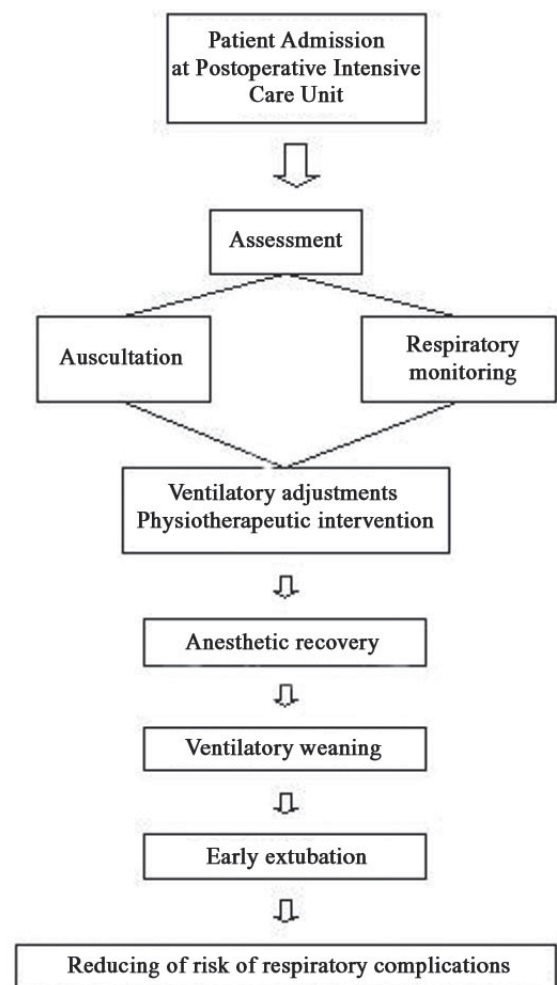 Patient Admission
at Postoperative Intensive
Care Unit
Assessment
Auscultation
Respiratory
monitoring
Ventilatory adjustments
Physiotherapeutic intervention
Anesthetic recovery
Ventilatory weaning
Early extubation
Reducing of risk of respiratory complications